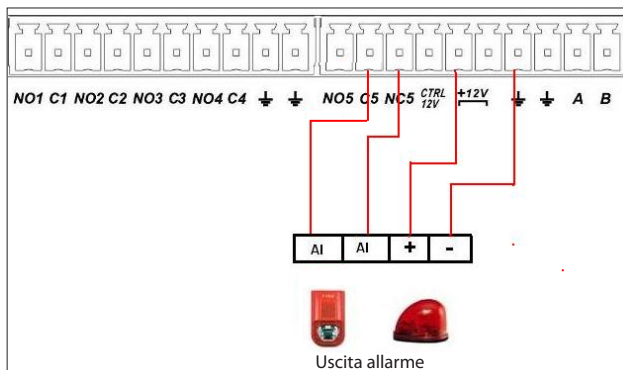 NO1 C1 NO2 C2 NO3 C3 NO4 C4 NO5 C5 NC5 CTRL 12V +12V A B
AI AI + -
Uscita allarme